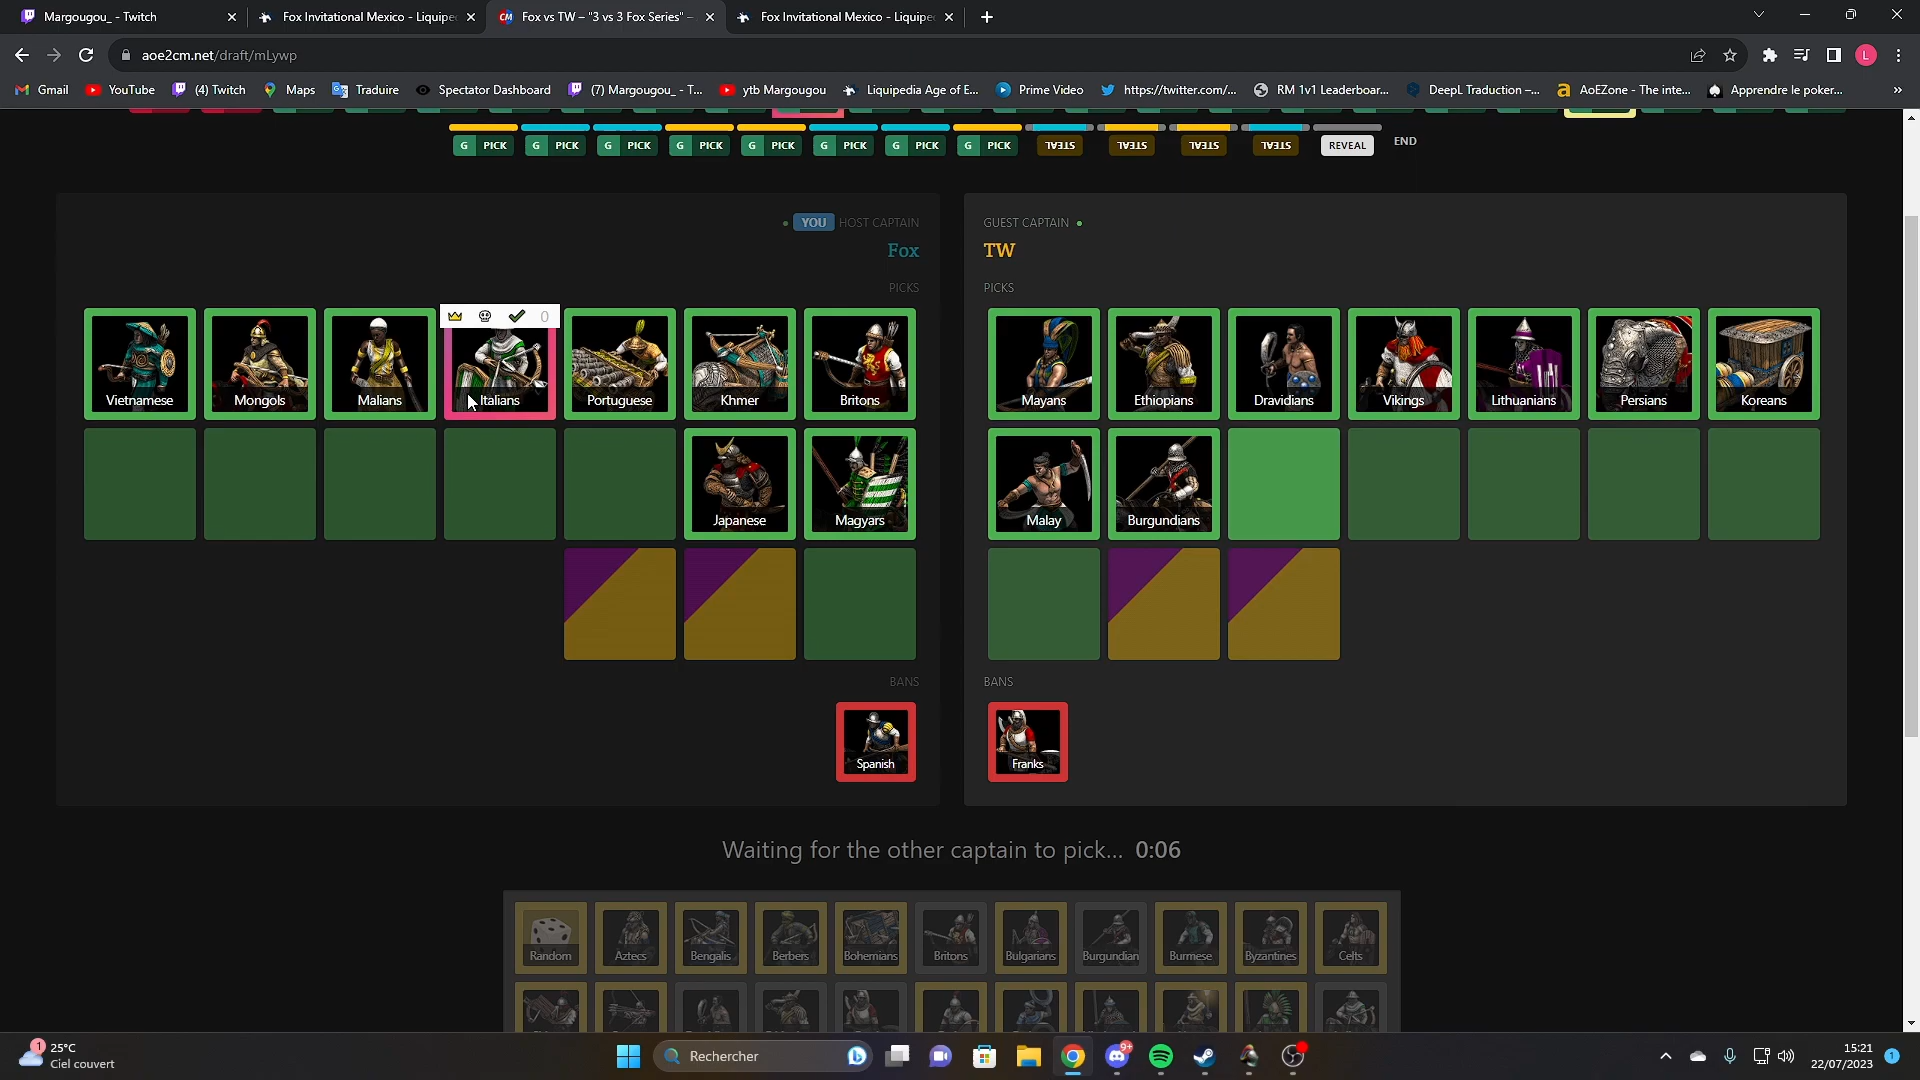 Margougou_ - Twitch
Fox Invitational Mexico - Liquipe
Fox vs TW – "3 vs 3 Fox Series" –
Fox Invitational Mexico - Liquipe
aoe2cm.net/draft/mLywp
L
Gmail
YouTube
(4) Twitch
Maps
Traduire
Spectator Dashboard
(7) Margougou_ - T...
ytb Margougou
Liquipedia Age of E...
Prime Video
https://twitter.com/...
RM 1v1 Leaderboar...
DeepL Traduction –...
AoEZone - The inte...
Apprendre le poker...
»
G PICK
G PICK
G PICK
G PICK
G PICK
G PICK
G PICK
G PICK
STEAL
STEAL
STEAL
STEAL
REVEAL
END
YOU HOST CAPTAIN
Fox
PICKS
0
Vietnamese
Mongols
Malians
Italians
Portuguese
Khmer
Britons
Japanese
Magyars
BANS
Spanish
GUEST CAPTAIN
TW
PICKS
Mayans
Ethiopians
Dravidians
Vikings
Lithuanians
Persians
Koreans
Malay
Burgundians
BANS
Franks
Waiting for the other captain to pick... 0:06
Random
Aztecs
Bengalis
Berbers
Bohemians
Britons
Bulgarians
Burgundian
Burmese
Byzantines
Celts
1
25°C
Ciel couvert
Rechercher
9+
15:21
22/07/2023
1